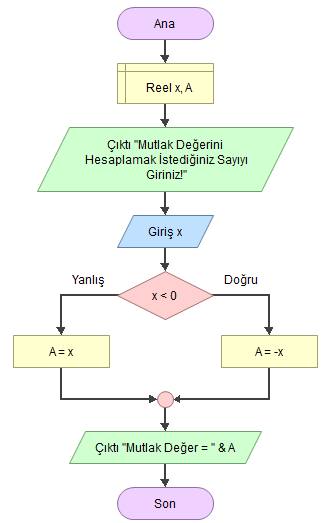 Ana
Reel x, A
Çıktı "Mutlak Değerini
Hesaplamak İstediğiniz Sayıyı
Giriniz!"
Giriş x
Yanlış
Doğru
x < 0
A = x
A = -x
Çıktı "Mutlak Değer = " & A
Son